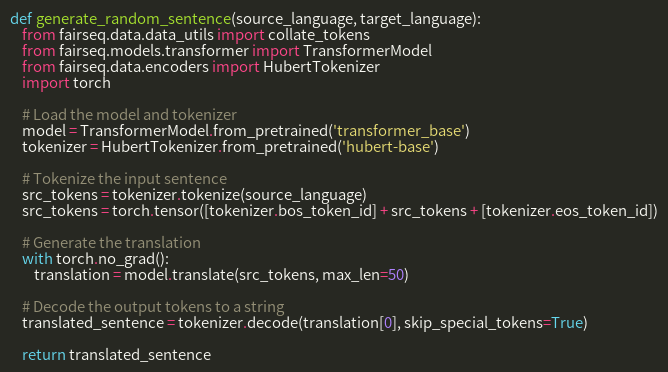 def generate_random_sentence(source_language, target_language):
from fairseq.data.data_utils import collate_tokens
from fairseq.models.transformer import TransformerModel
from fairseq.data.encoders import HubertTokenizer
import torch
# Load the model and tokenizer
model = TransformerModel.from_pretrained('transformer_base')
tokenizer = HubertTokenizer.from_pretrained('hubert-base')
# Tokenize the input sentence
src_tokens = tokenizer.tokenize(source_language)
src_tokens = torch.tensor([tokenizer.bos_token_id] + src_tokens + [tokenizer.eos_token_id])
# Generate the translation
with torch.no_grad():
translation = model.translate(src_tokens, max_len=50)
# Decode the output tokens to a string
translated_sentence = tokenizer.decode(translation[0], skip_special_tokens=True)
return translated_sentence